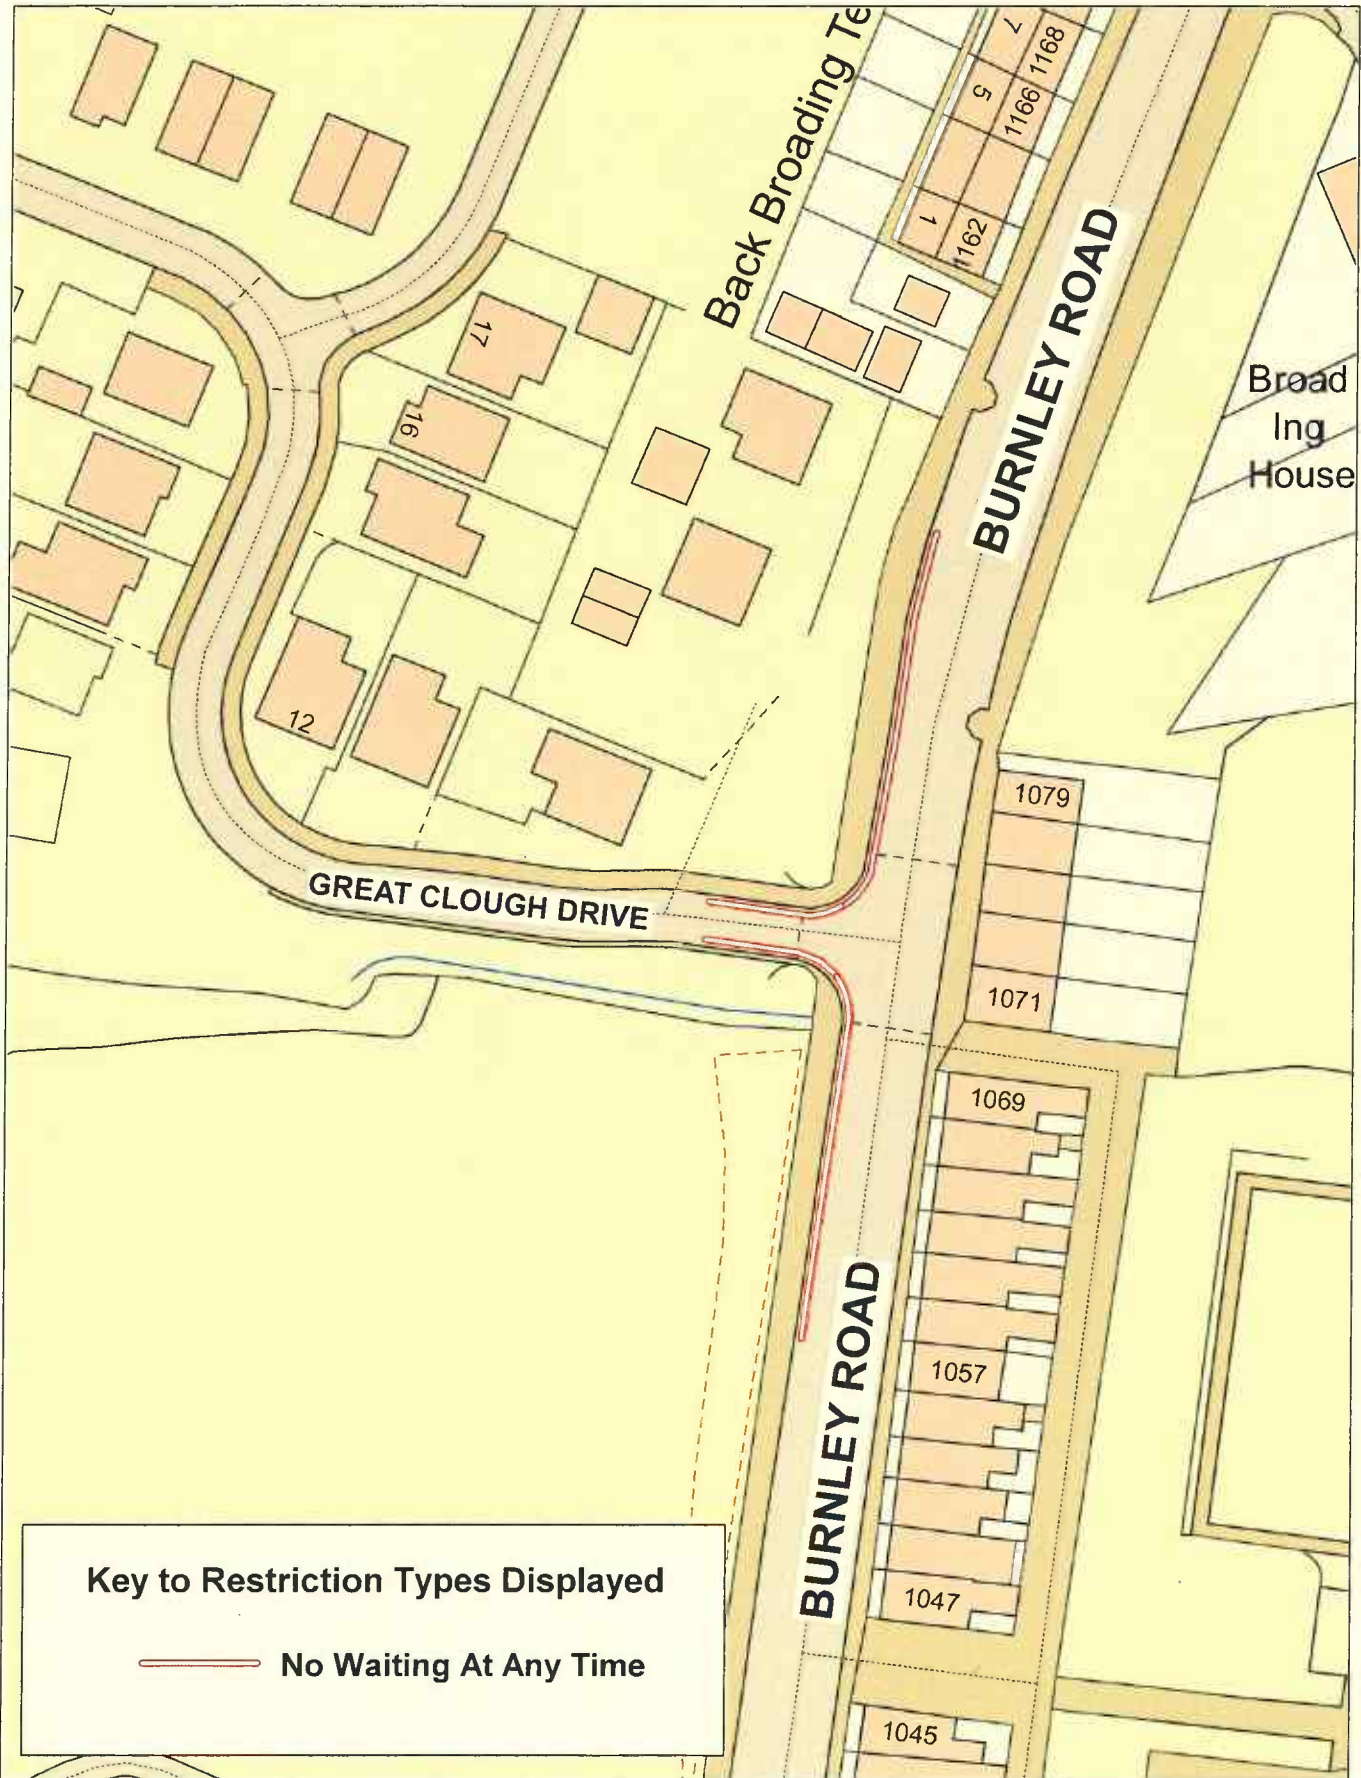 Back Broading Te
7
1168
5
1166
1
1162
BURNLEY ROAD
17
16
Broad
Ing
House
12
1079
GREAT CLOUGH DRIVE
1071
1069
BURNLEY ROAD
1057
1047
1045
Key to Restriction Types Displayed
No Waiting At Any Time